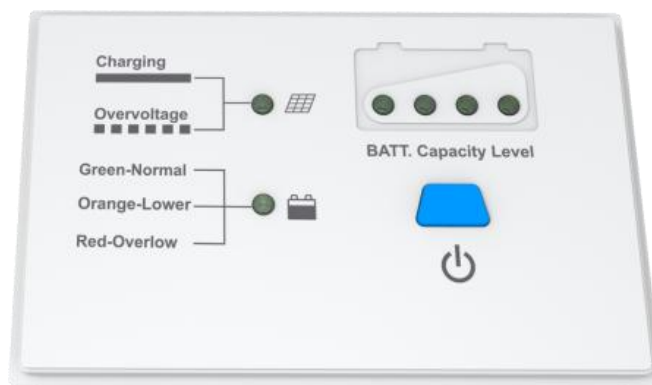 Charging
Overvoltage
Green-Normal
Orange-Lower
Red-Overlow
BATT. Capacity Level